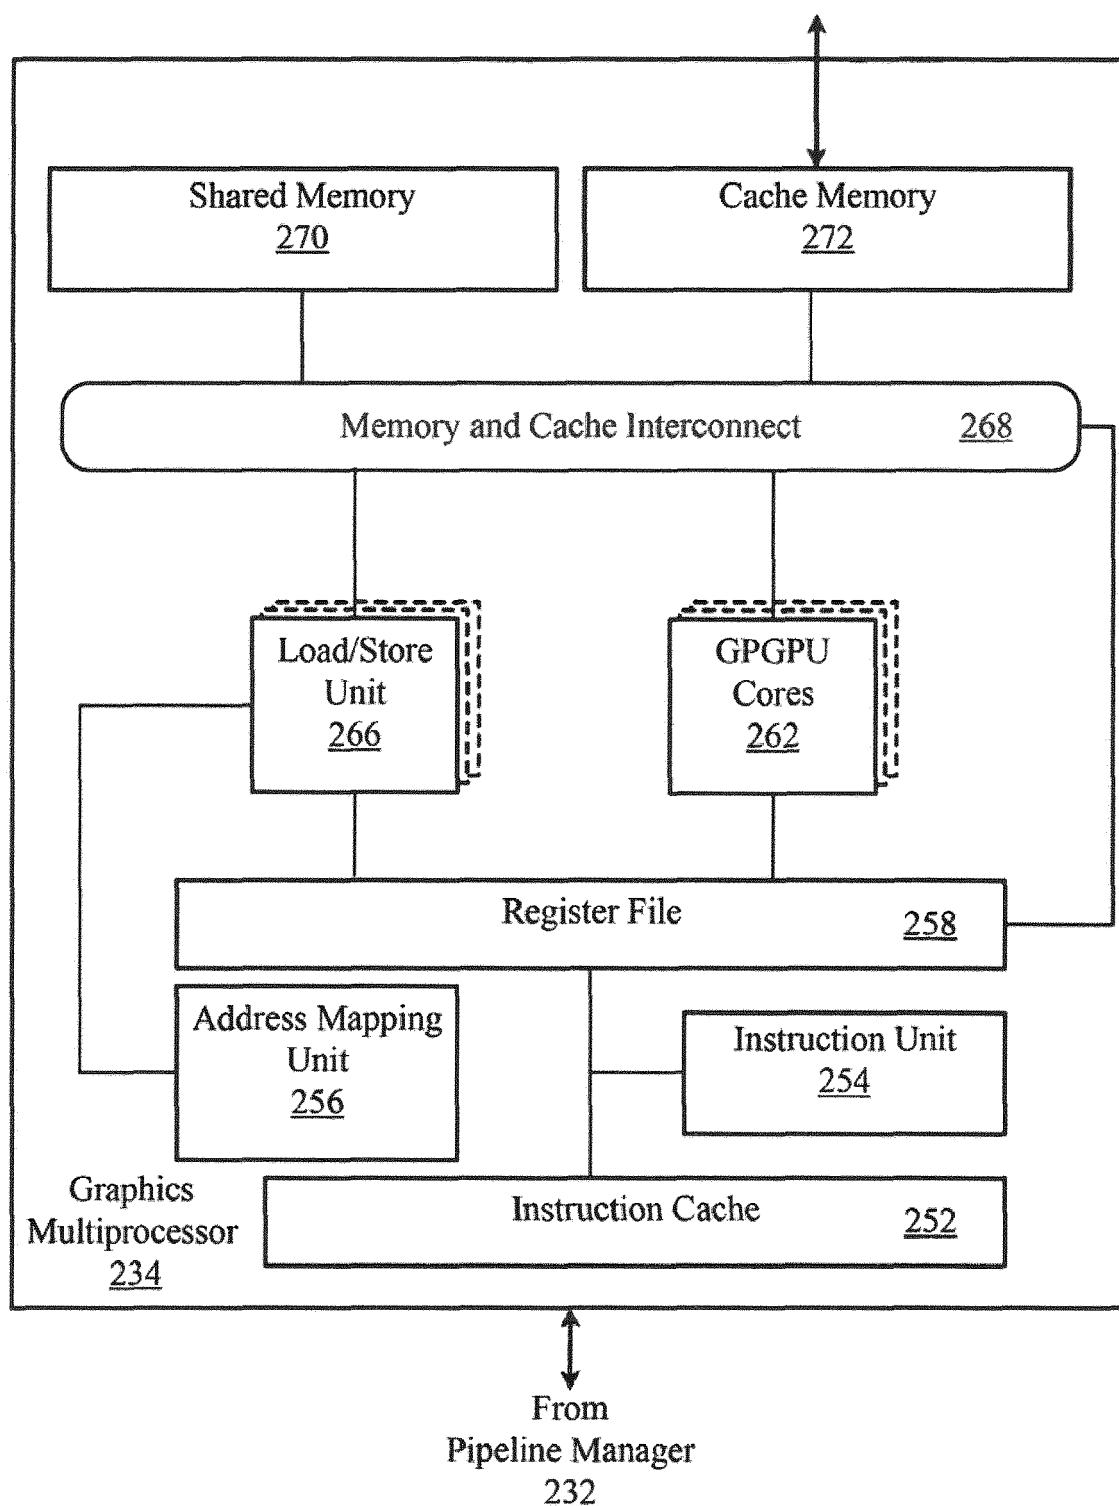 Shared Memory
270
Cache Memory
272
Memory and Cache Interconnect 268
Load/Store
Unit
266
GPGPU
Cores
262
Register File 258
Address Mapping
Unit
256
Instruction Unit
254
Graphics
Multiprocessor
234
Instruction Cache 252
From
Pipeline Manager
232